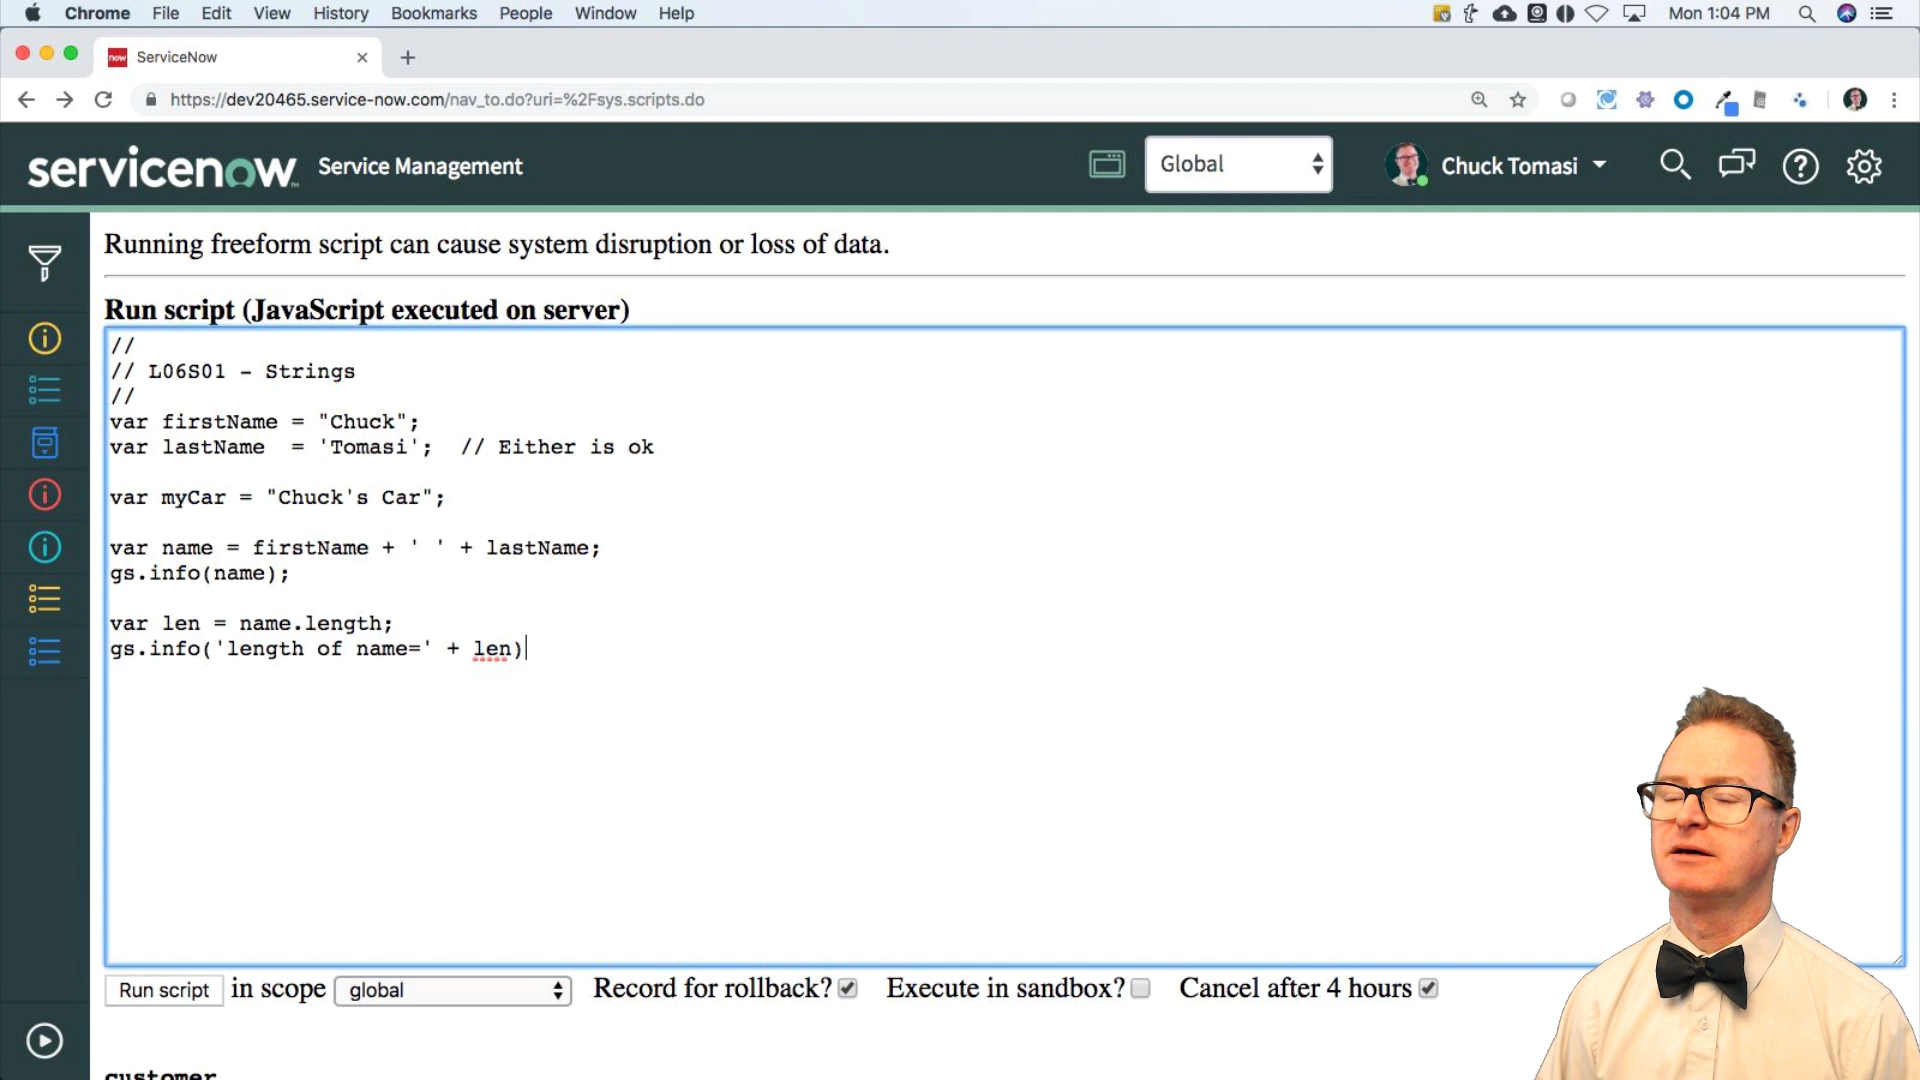 Chrome File Edit View History Bookmarks People Window Help Mon 1:04 PM
now ServiceNow
https://dev20465.service-now.com/nav_to.do?uri=%2Fsys.scripts.do
servicenow Service Management Global Chuck Tomasi
Running freeform script can cause system disruption or loss of data.
Run script (JavaScript executed on server)
//
// L06S01 - Strings
//
var firstName = "Chuck";
var lastName = 'Tomasi'; // Either is ok
var myCar = "Chuck's Car";
var name = firstName + ' ' + lastName;
gs.info(name);
var len = name.length;
gs.info('length of name=' + len)
Run script in scope global Record for rollback? Execute in sandbox? Cancel after 4 hours
customer